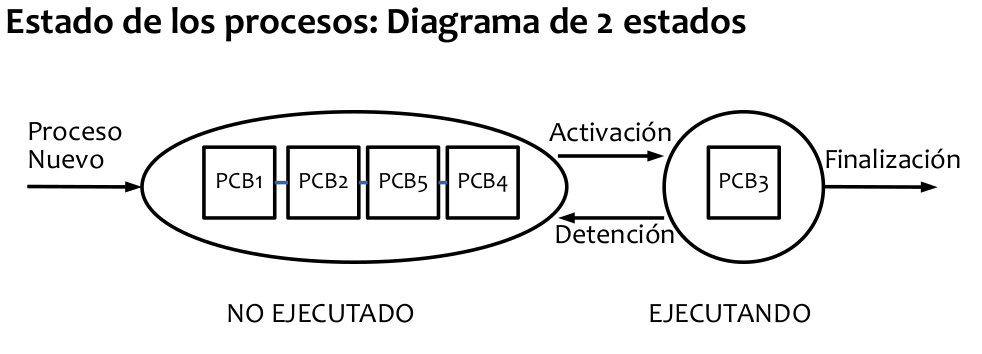 Estado de los procesos: Diagrama de 2 estados
Proceso
Nuevo
PCB1
PCB2
PCB5
PCB4
Activación
Detención
PCB3
Finalización
NO EJECUTADO
EJECUTANDO